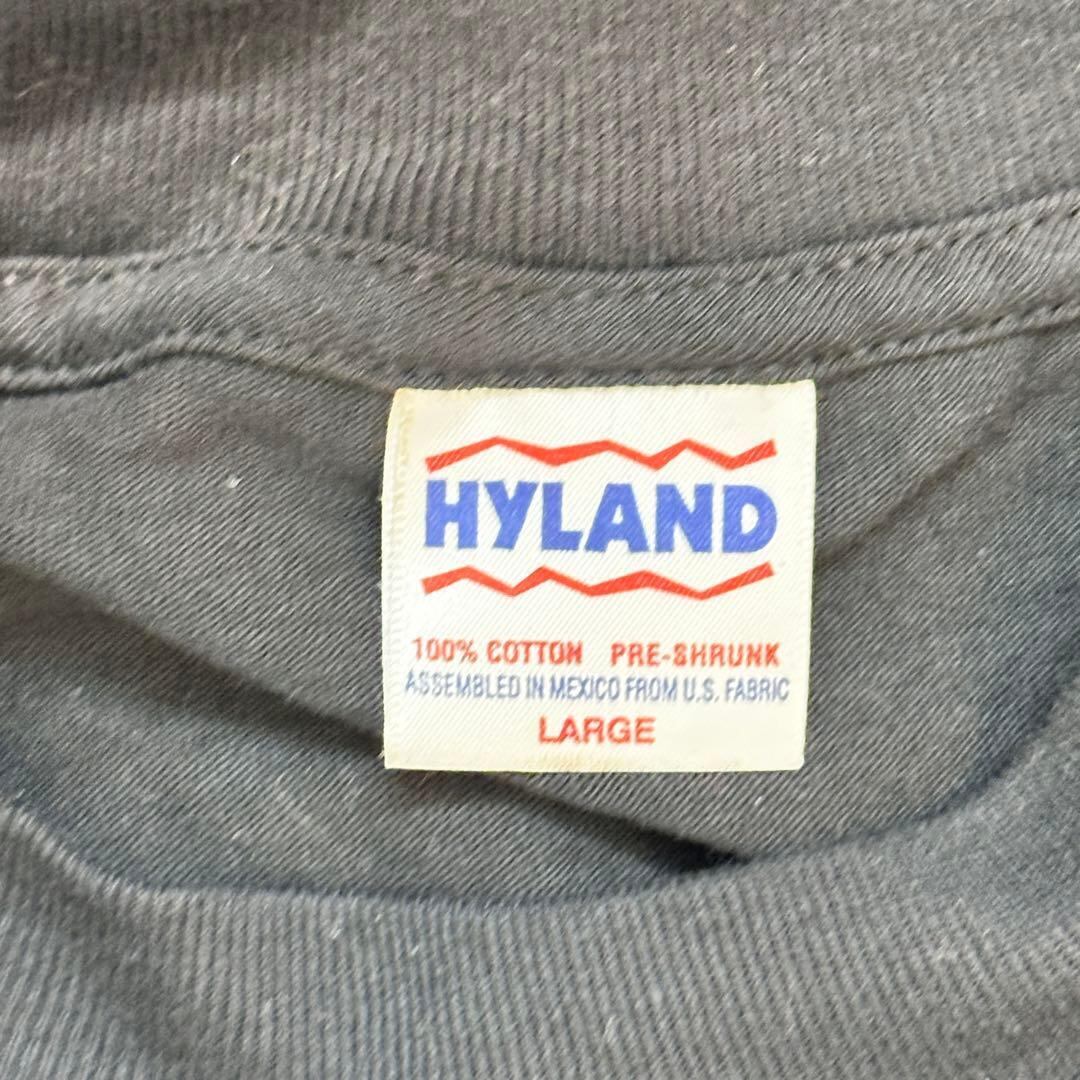 HYLAND
100% COTTON PRE-SHRUNK
ASSEMBLED IN MEXICO FROM U.S. FABRIC
LARGE